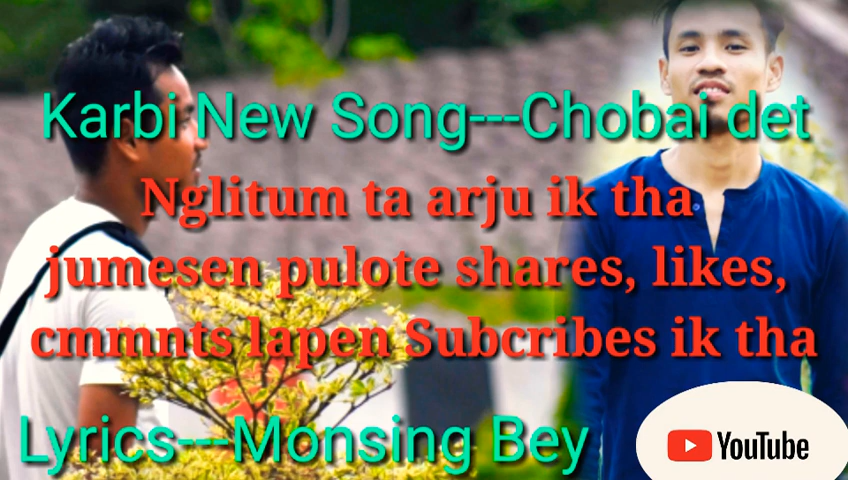 Karbi New Song---Chobai det
Nglitum ta arju ik tha
jumesen pulote shares, likes,
cmmnts lapen Subcribes ik tha
Lyrics---Monsing Bey
YouTube